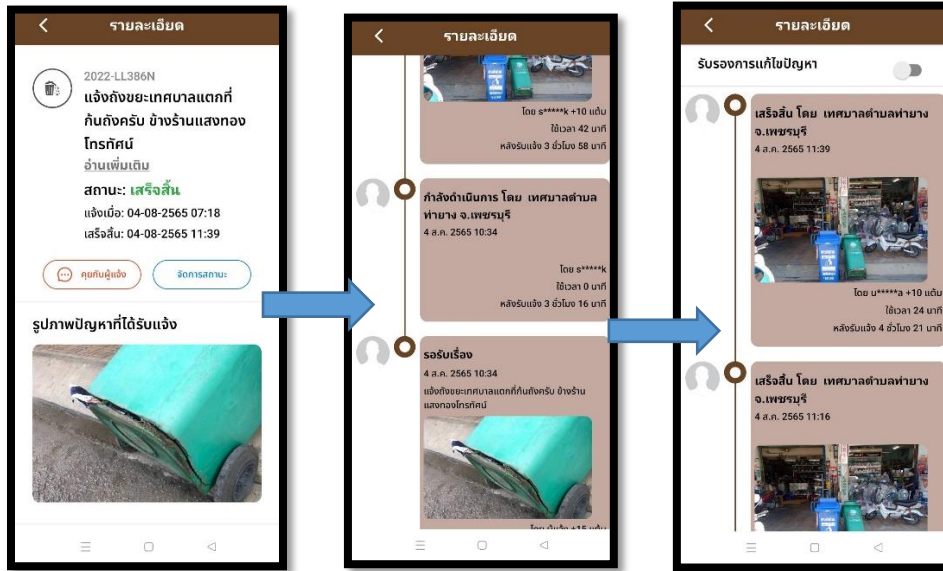 รายละเอียด
2022-LL386N
แจ้งถังขยะเทศบาลแตกที่
ก้นถังครับ ข้างร้านแสงทอง
โทรทัศน์
อ่านเพิ่มเติม
สถานะ: เสร็จสิ้น
แจ้งเมื่อ: 04-08-2565 07:18
เสร็จสิ้น: 04-08-2565 11:39
คุยกับผู้แจ้ง
จัดการสถานะ
รูปภาพปัญหาที่ได้รับแจ้ง
รายละเอียด
โดย s*****k +10 แต้ม
ใช้เวลา 42 นาที
หลังรับแจ้ง 3 ชั่วโมง 58 นาที
กำลังดำเนินการ โดย เทศบาลตำบล
ท่ายาง จ.เพชรบุรี
4 ส.ค. 2565 10:34
โดย s*****k
ใช้เวลา 0 นาที
หลังรับแจ้ง 3 ชั่วโมง 16 นาที
รอรับเรื่อง
4 ส.ค. 2565 10:34
แจ้งถังขยะเทศบาลแตกที่ก้นถังครับ ข้างร้าน
แสงทองโทรทัศน์
โดย ผู้แจ้ง +15 แต้ม
รายละเอียด
รับรองการแก้ไขปัญหา
เสร็จสิ้น โดย เทศบาลตำบลท่ายาง
จ.เพชรบุรี
4 ส.ค. 2565 11:39
โดย u*****a +10 แต้ม
ใช้เวลา 24 นาที
หลังรับแจ้ง 4 ชั่วโมง 21 นาที
เสร็จสิ้น โดย เทศบาลตำบลท่ายาง
จ.เพชรบุรี
4 ส.ค. 2565 11:16